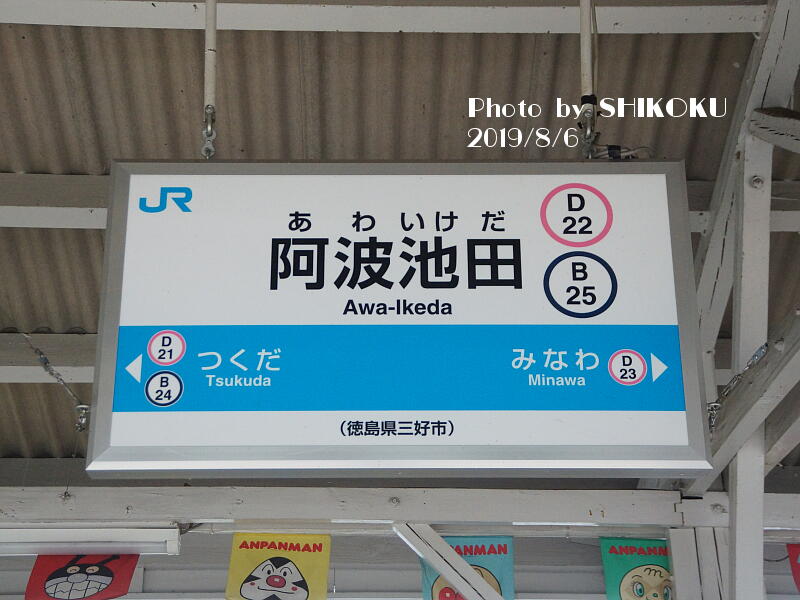 Photo by SHIKOKU
2019/8/6
JR
あわいけだ
阿波池田
Awa-Ikeda
D
22
B
25
D
21
B
24
つくだ
Tsukuda
みなわ
Minawa
D
23
(徳島県三好市)
ANPANMAN
ANPANMAN
ANPANMAN